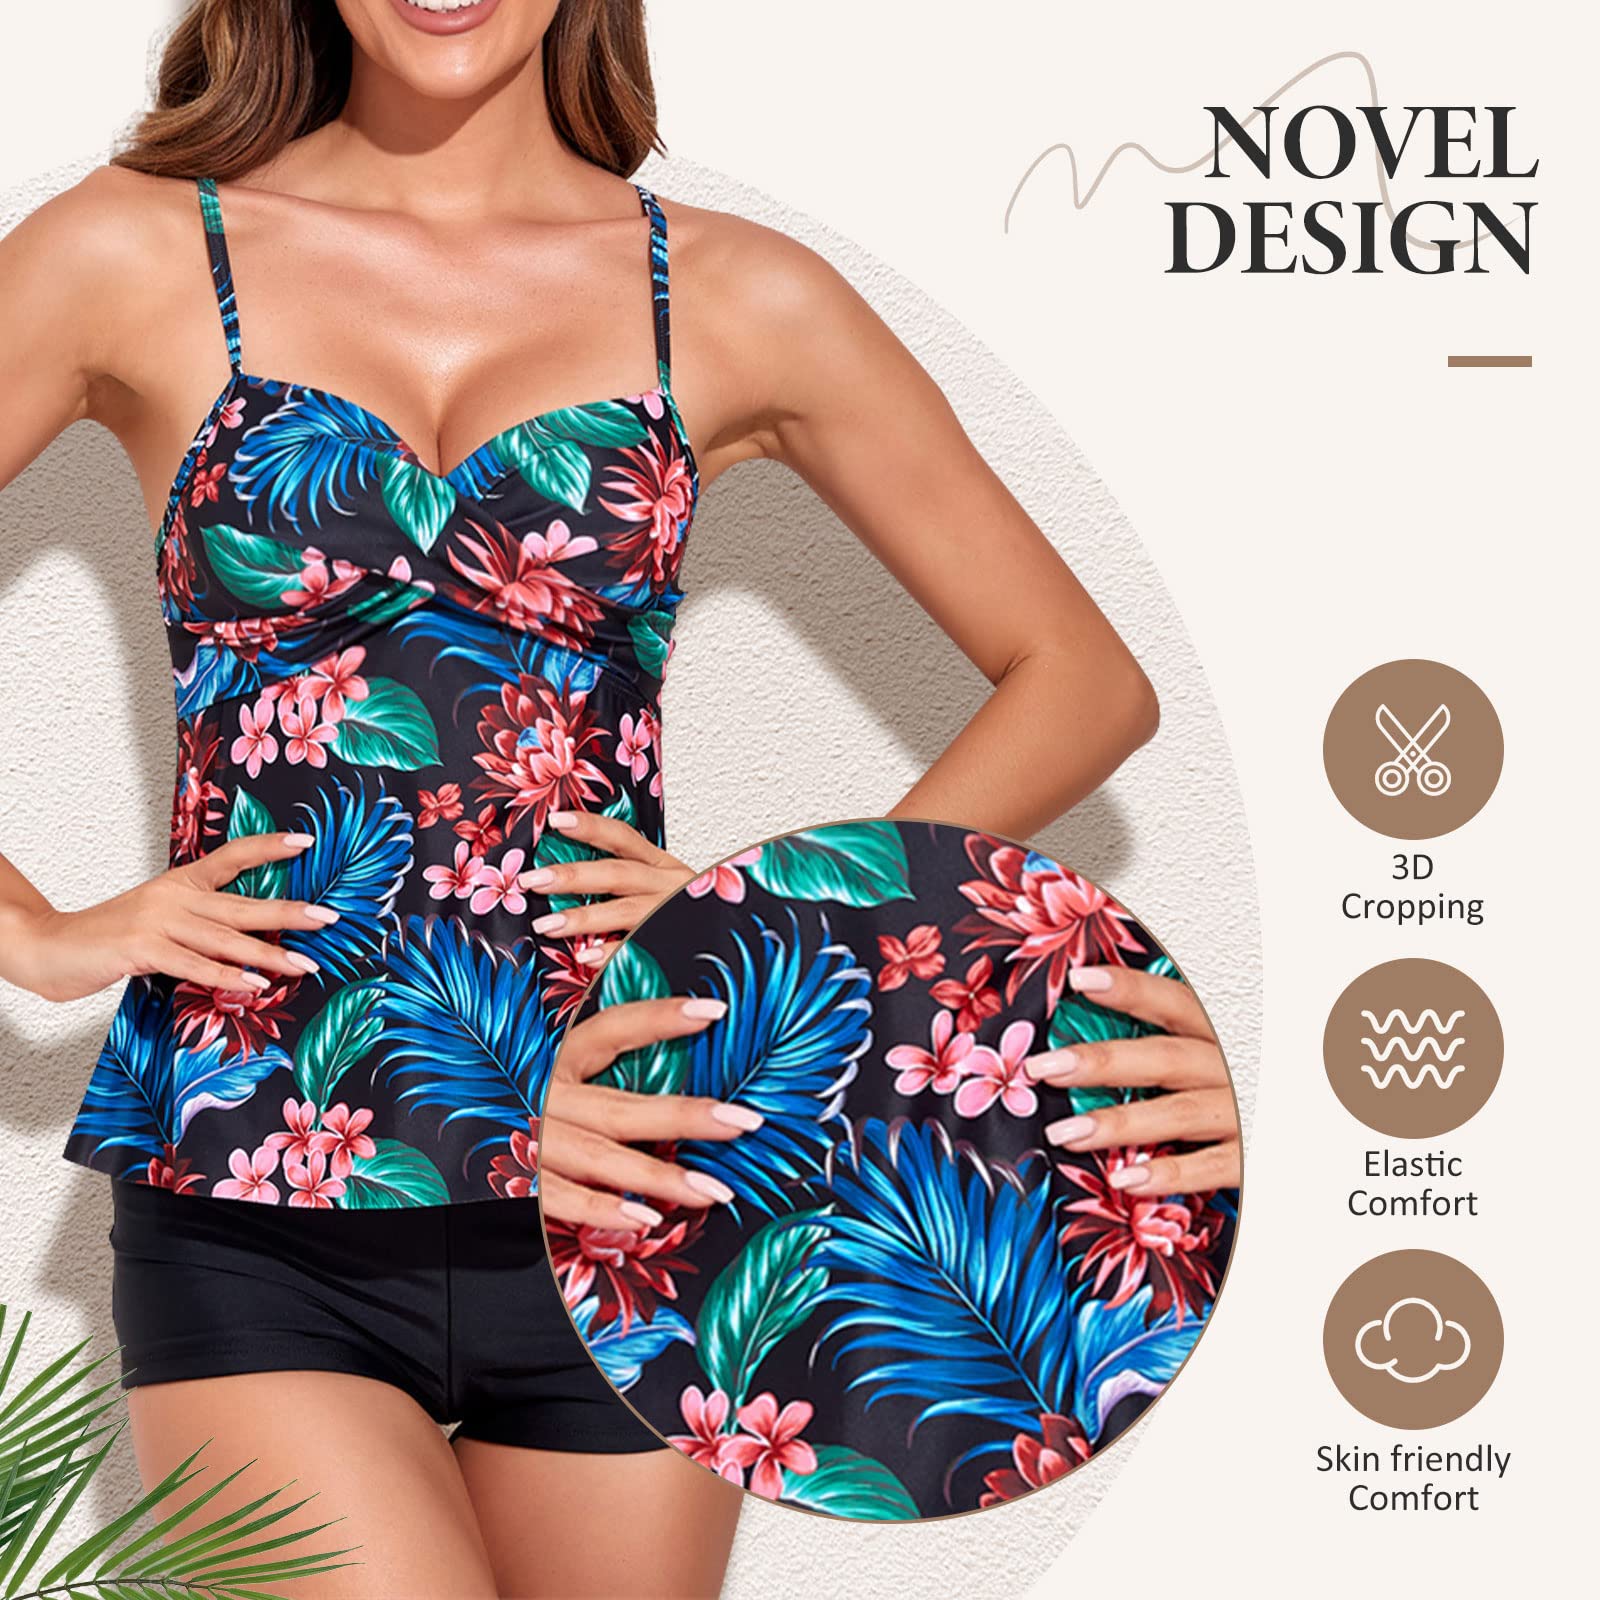 NOVEL
DESIGN
3D
Cropping
Elastic
Comfort
Skin friendly
Comfort